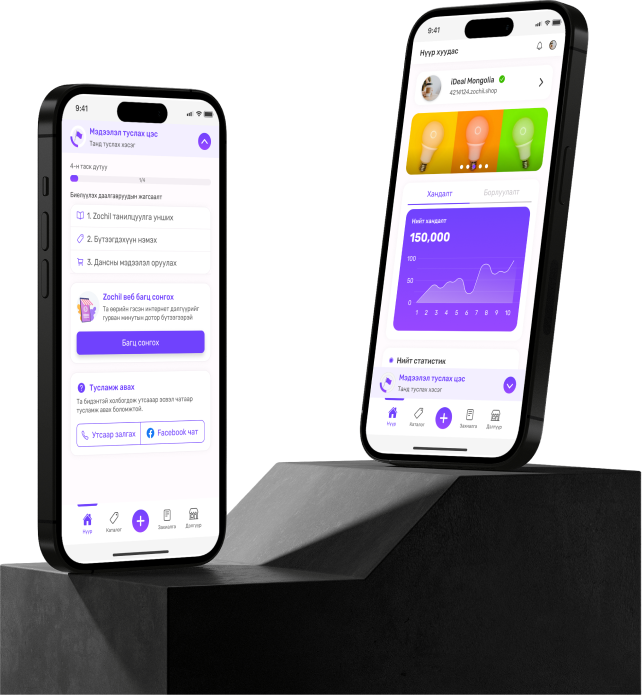 9:41
Мэдээлэл туслах цэс
Танд туслах хэсэг
4-н таск дутуу
1/4
Биелүүлэх даалгавруудын жагсаалт
1. Zochil танилцуулга унших
2. Бүтээгдэхүүн нэмэх
3. Дансны мэдээлэл оруулах
Zochil веб багц сонгох
Та өөрийн гэсэн интернет дэлгүүрийг
гурван минутын дотор бүтээгээрэй
Багц сонгох
Тусламж авах
Та бидэнтэй холбогдож утсаар эсвэл чатаар
тусламж авах боломжтой.
Утсаар залгах
Facebook чат
Нүүр
Каталог
Захиалга
Дэлгүүр
9:41
Нүүр хуудас
iDeal Mongolia
4214124.zochil.shop
Хандалт
Борлуулалт
Нийт хандалт
150,000
100
50
0
1 2 3 4 5 6 7 8 9 10
Нийт статистик
Мэдээлэл туслах цэс
Танд туслах хэсэг
Нүүр
Каталог
Захиалга
Дэлгүүр